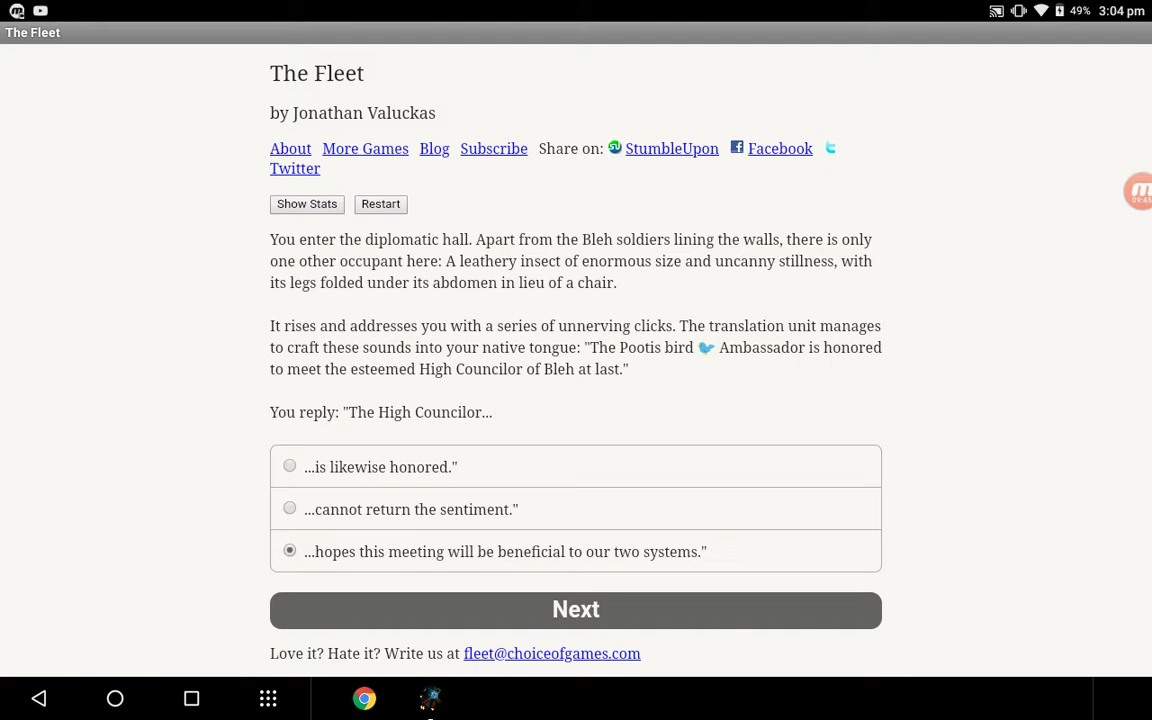 49% 3:04 pm
The Fleet
The Fleet
by Jonathan Valuckas
About More Games Blog Subscribe Share on: StumbleUpon Facebook
Twitter
Show Stats Restart
You enter the diplomatic hall. Apart from the Bleh soldiers lining the walls, there is only
one other occupant here: A leathery insect of enormous size and uncanny stillness, with
its legs folded under its abdomen in lieu of a chair.
It rises and addresses you with a series of unnerving clicks. The translation unit manages
to craft these sounds into your native tongue: "The Pootis bird 🐦 Ambassador is honored
to meet the esteemed High Councilor of Bleh at last."
You reply: "The High Councilor...
...is likewise honored."
...cannot return the sentiment."
...hopes this meeting will be beneficial to our two systems."
Next
Love it? Hate it? Write us at fleet@choiceofgames.com